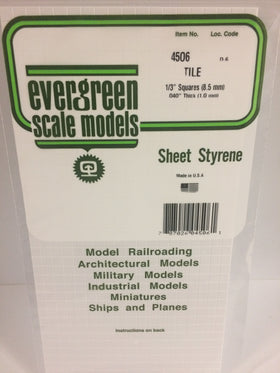 Item No. Loc. Code
4506 n-6
TILE
1/3" Squares (8.5 mm)
.040" Thick (1.0 mm)
evergreen
scale models
Sheet Styrene
Made in U.S.A
Model Railroading
Architectural Models
Military Models
Industrial Models
Miniatures
Ships and Planes
Instructions on back